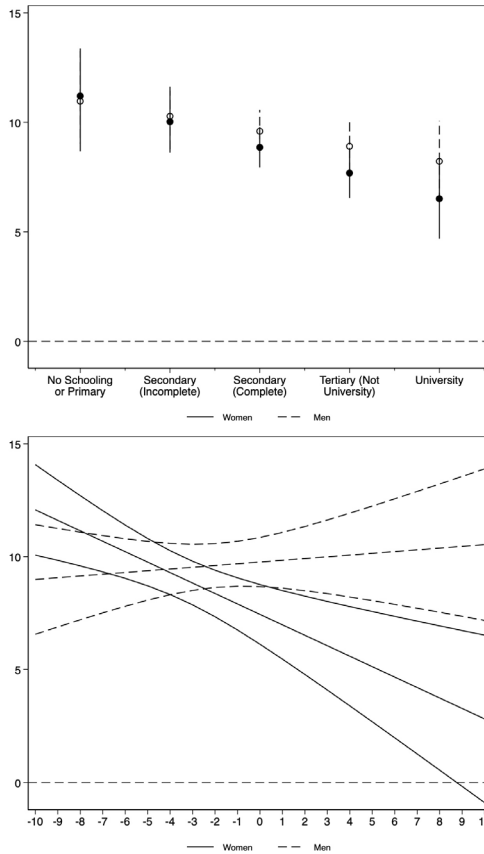 15
10
5
0
No Schooling or Primary
Secondary (Incomplete)
Secondary (Complete)
Tertiary (Not University)
University
Women
Men
15
10
5
0
-10 -9 -8 -7 -6 -5 -4 -3 -2 -1 0 1 2 3 4 5 6 7 8 9
Women
Men